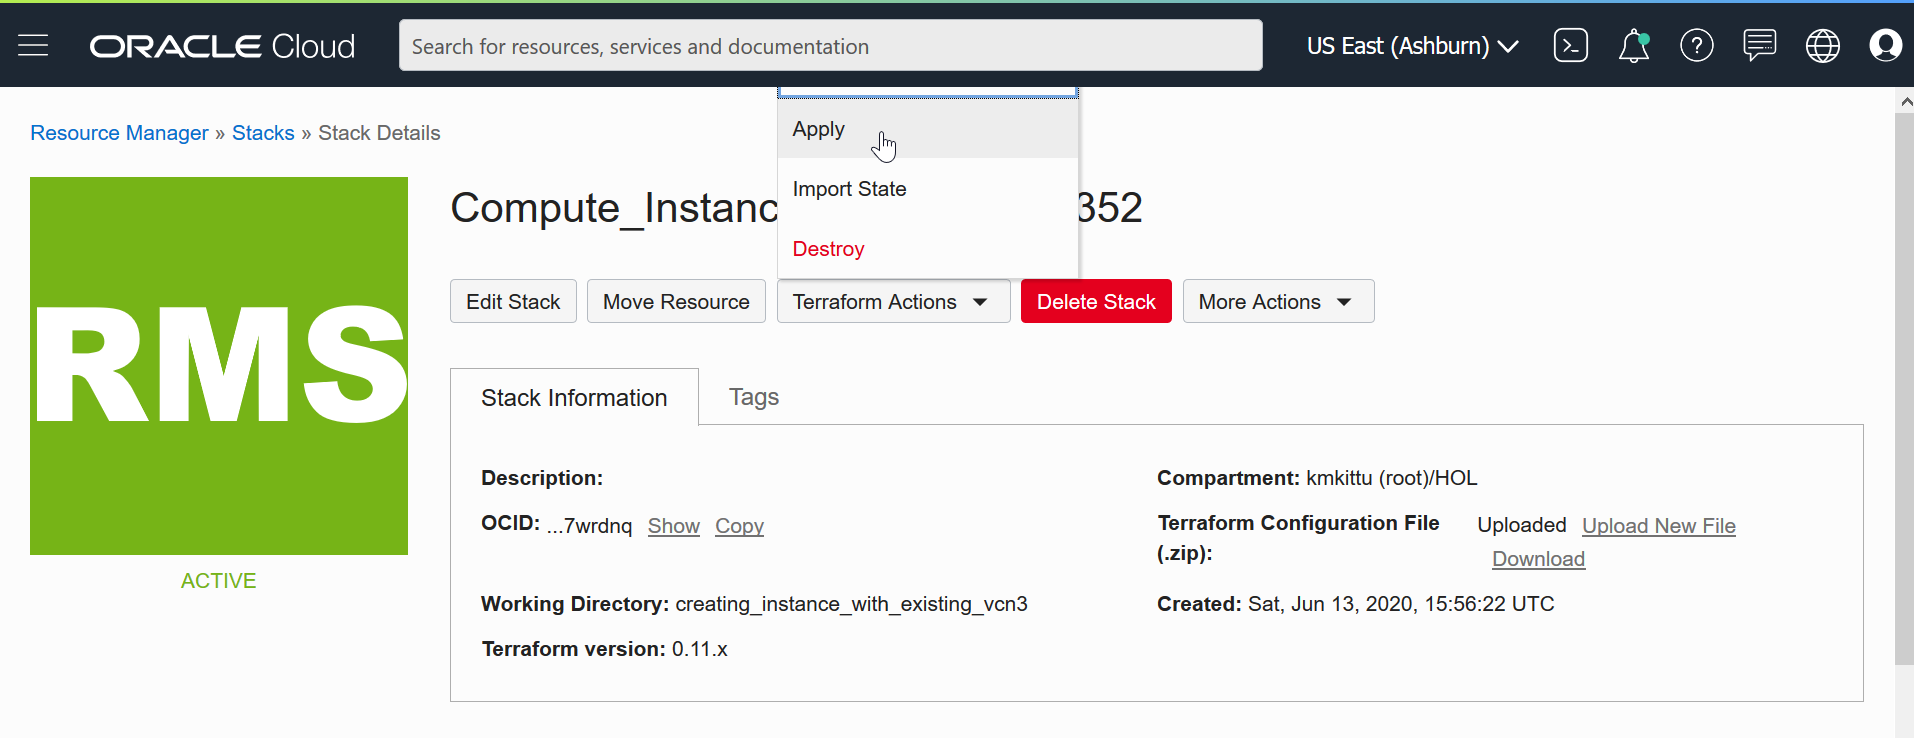 ORACLE Cloud
Search for resources, services and documentation
US East (Ashburn)
Resource Manager » Stacks » Stack Details
Apply
Import State
Destroy
RMS
ACTIVE
Edit Stack
Move Resource
Terraform Actions
Delete Stack
More Actions
Stack Information
Tags
Description:
OCID: ...7wrdnq Show Copy
Working Directory: creating_instance_with_existing_vcn3
Terraform version: 0.11.x
Compartment: kmkittu (root)/HOL
Terraform Configuration File Uploaded Upload New File
(.zip): Download
Created: Sat, Jun 13, 2020, 15:56:22 UTC